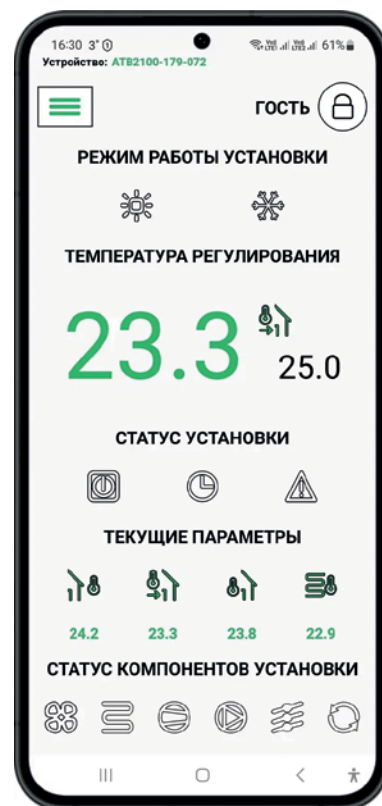 16:30 3° 61%
Устройство: ATB2100-179-072
ГОСТЬ
РЕЖИМ РАБОТЫ УСТАНОВКИ
ТЕМПЕРАТУРА РЕГУЛИРОВАНИЯ
23.3
25.0
СТАТУС УСТАНОВКИ
ТЕКУЩИЕ ПАРАМЕТРЫ
24.2 23.3 23.8 22.9
СТАТУС КОМПОНЕНТОВ УСТАНОВКИ